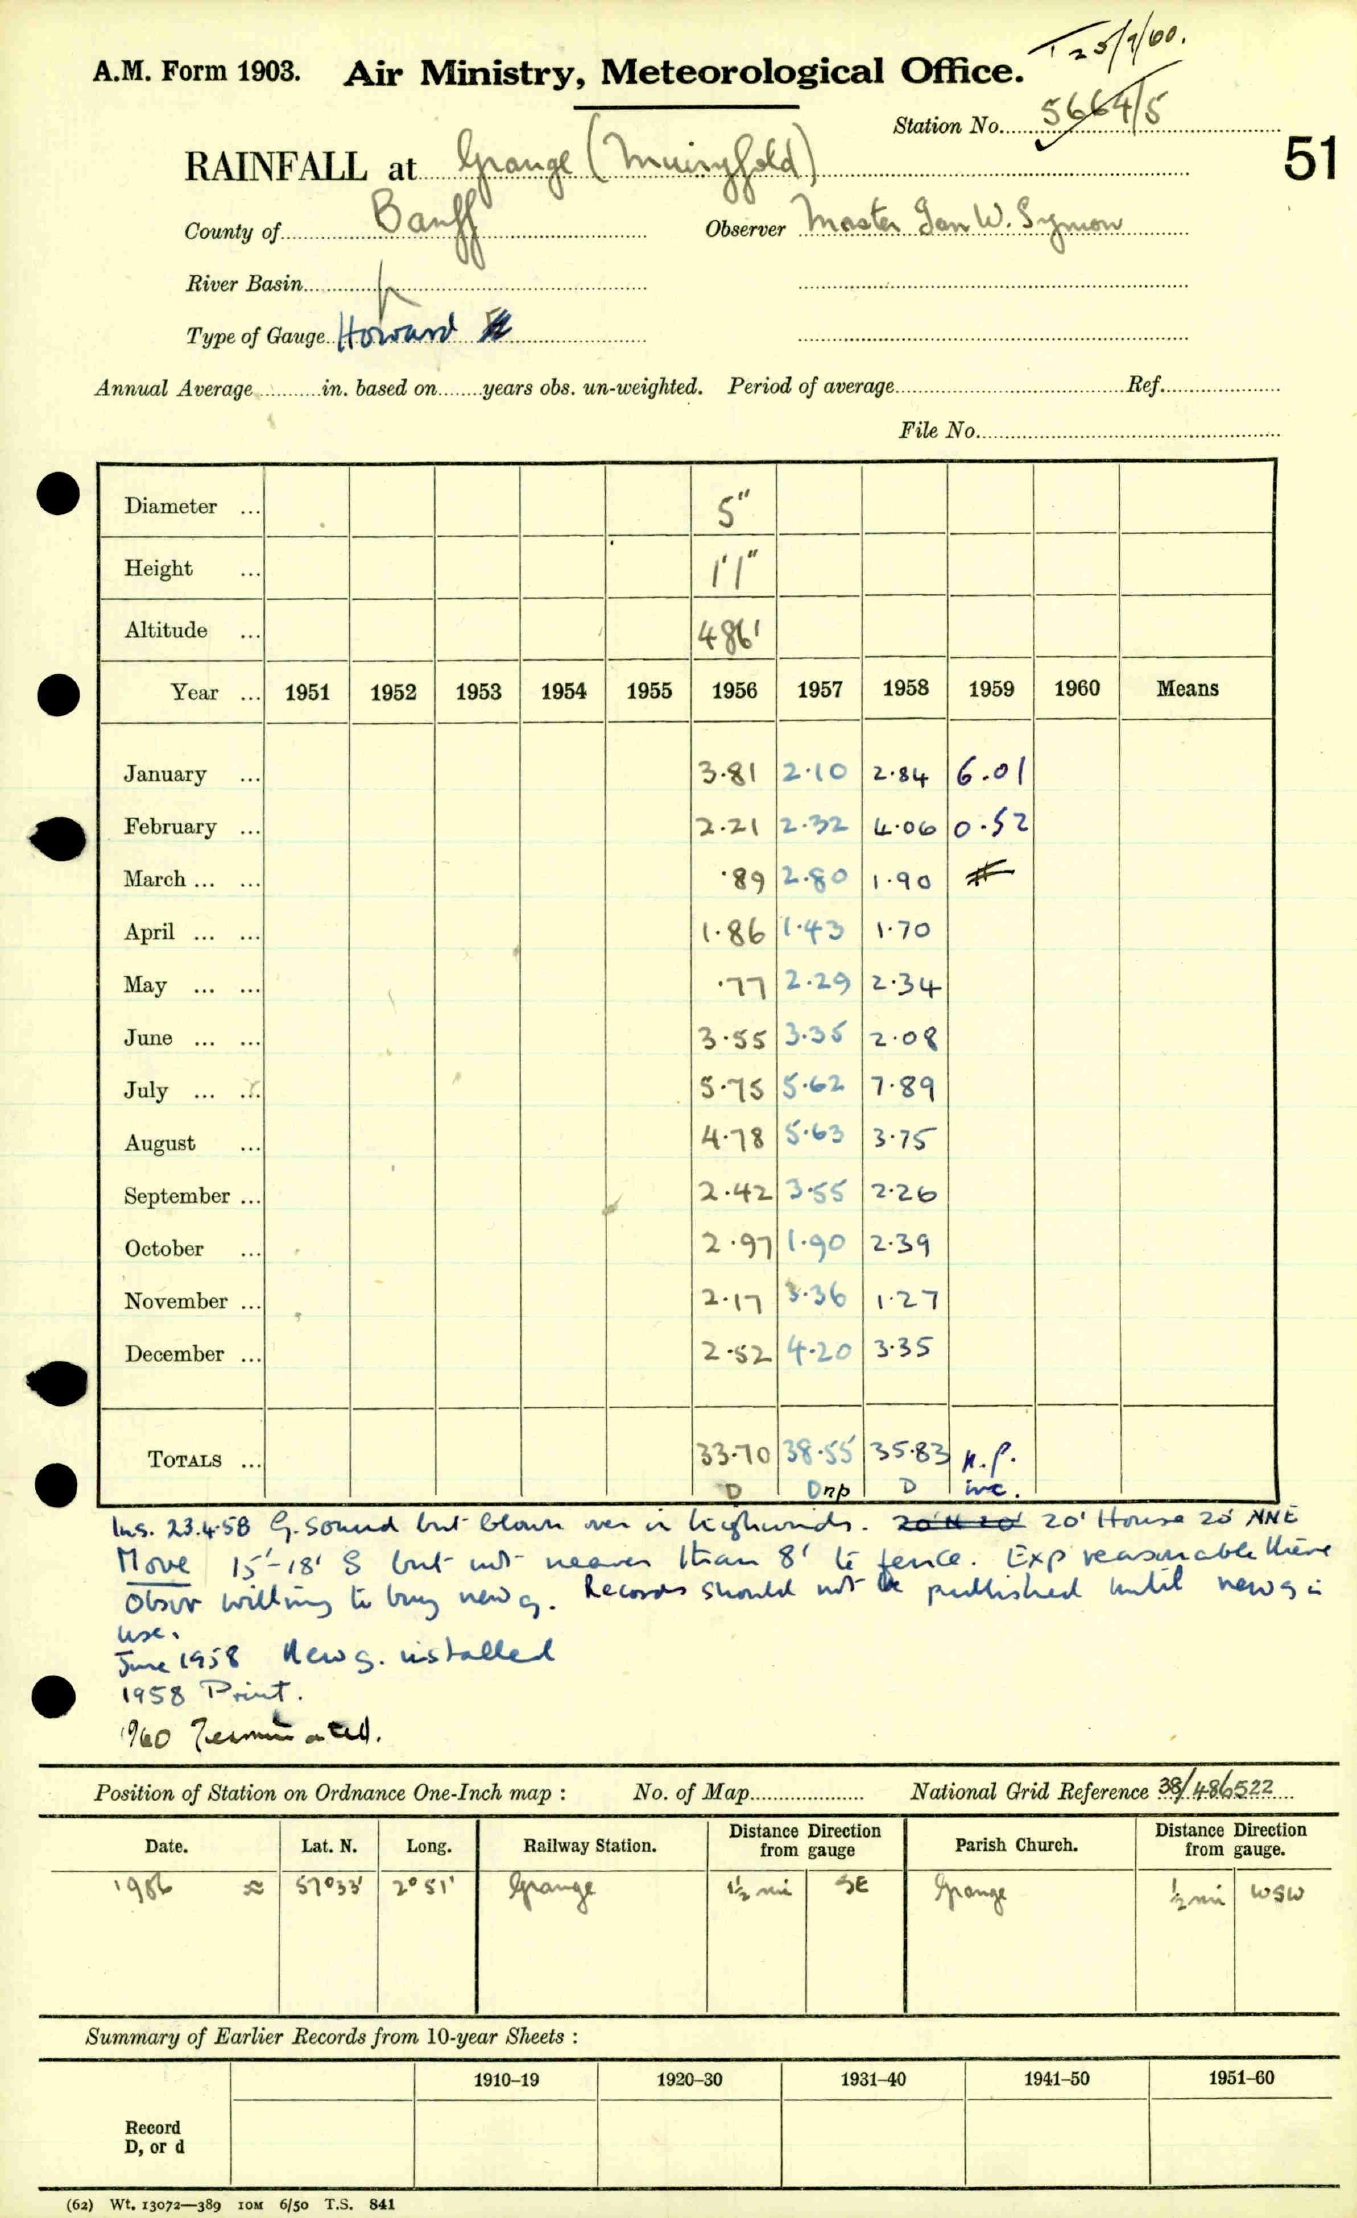 T 25/7/60.
A.M. Form 1903. Air Ministry, Meteorological Office.
Station No. 5664/5
51
RAINFALL at Grange (Muiryfold)
County of Banff Observer Master Ian W. Symon
River Basin
Type of Gauge Howard
Annual Average in. based on years obs. un-weighted. Period of average Ref.
File No.
Diameter ... 5"
Height ... 1'1"
Altitude ... 486'
Year ... 1951 1952 1953 1954 1955 1956 1957 1958 1959 1960 Means
January ... 3.81 2.10 2.84 6.01
February ... 2.21 2.32 4.06 0.52
March ... ... .89 2.80 1.90
April ... ... 1.86 1.43 1.70
May ... ... .77 2.29 2.34
June ... ... 3.55 3.35 2.08
July ... ... 5.75 5.62 7.89
August ... 4.78 5.63 3.75
September ... 2.42 3.55 2.26
October ... 2.97 1.90 2.39
November ... 2.17 3.36 1.27
December ... 2.52 4.20 3.35
TOTALS ... 33.70 38.55 35.83 n.p.
D Dnp D inc.
Ins. 23.4.58 G. sound but blown over in high winds. 20' N 20' 20' House 20' NNE
Move 15'-18' S but not nearer than 8' to fence. Exp reasonable there
Obsvr willing to buy new g. Records should not be published until new g in
use.
June 1958 New g. installed
1958 Print.
1960 Terminated.
Position of Station on Ordnance One-Inch map : No. of Map National Grid Reference 38/486522
Date. Lat. N. Long. Railway Station. Distance from gauge Direction Parish Church. Distance from gauge. Direction
1956 ≈ 57°33' 2°51' Grange 1½ mi SE Grange ½ mi WSW
Summary of Earlier Records from 10-year Sheets :
1910–19 1920–30 1931–40 1941–50 1951–60
Record
D, or d
(62) Wt. 13072—389 10M 6/50 T.S. 841